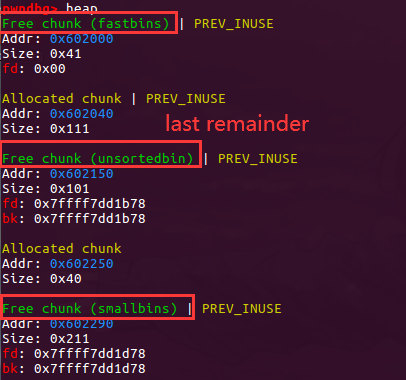 pwndbg> heap
Free chunk (fastbins) | PREV_INUSE
Addr: 0x602000
Size: 0x41
fd: 0x00
Allocated chunk | PREV_INUSE
Addr: 0x602040
Size: 0x111
last remainder
Free chunk (unsortedbin) | PREV_INUSE
Addr: 0x602150
Size: 0x101
fd: 0x7ffff7dd1b78
bk: 0x7ffff7dd1b78
Allocated chunk
Addr: 0x602250
Size: 0x40
Free chunk (smallbins) | PREV_INUSE
Addr: 0x602290
Size: 0x211
fd: 0x7ffff7dd1d78
bk: 0x7ffff7dd1d78